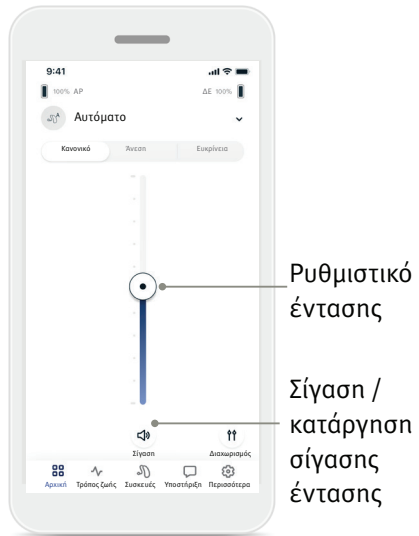 9:41
100% ΑΡ
ΔΕ 100%
Αυτόματο
Κανονικό Άνεση Ευκρίνεια
Ρυθμιστικό
έντασης
Σίγαση /
κατάργηση
σίγασης
έντασης
Σίγαση Διαχωρισμός
Αρχική Τρόπος ζωής Συσκευές Υποστήριξη Περισσότερα